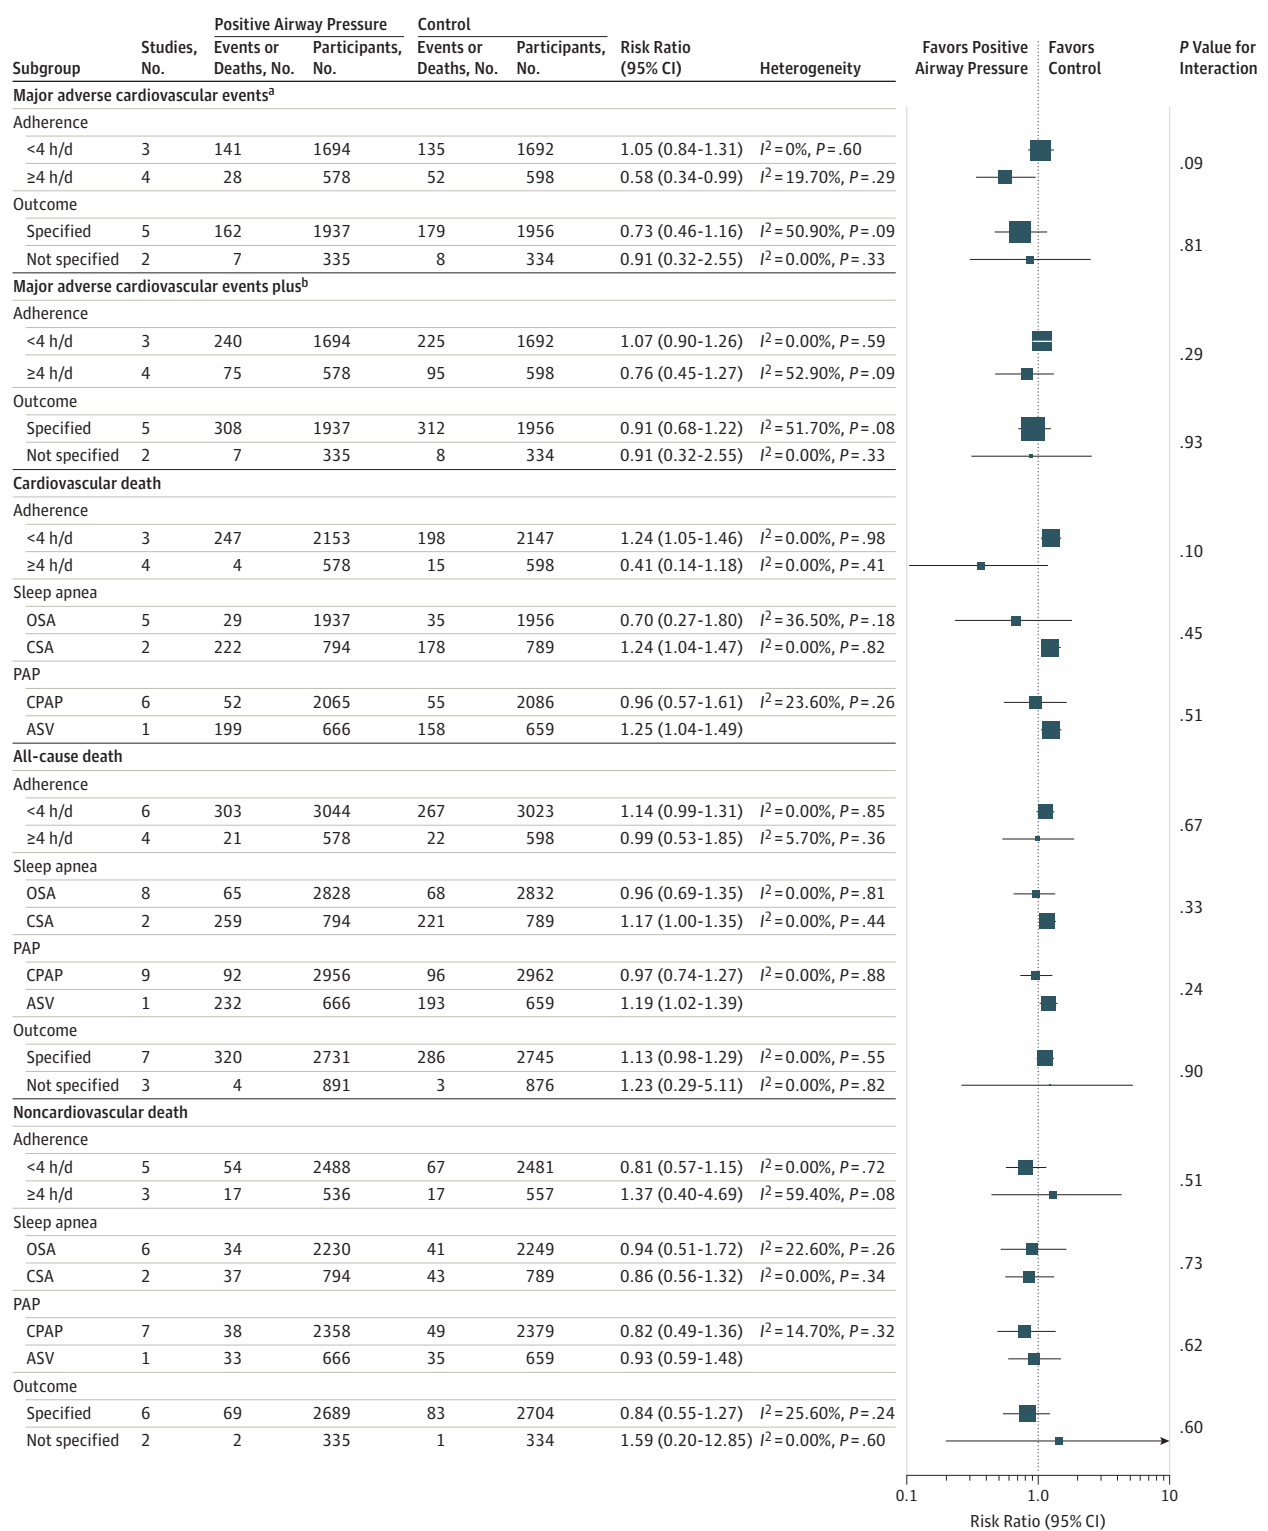 Positive Airway Pressure Control
Studies, Events or Participants, Events or Participants, Risk Ratio Favors Positive Favors P Value for
Subgroup No. Deaths, No. No. Deaths, No. No. (95% CI) Heterogeneity Airway Pressure Control Interaction
Major adverse cardiovascular eventsa
Adherence
<4 h/d 3 141 1694 135 1692 1.05 (0.84-1.31) I2=0%, P=.60
.09
≥4 h/d 4 28 578 52 598 0.58 (0.34-0.99) I2=19.70%, P=.29
Outcome
Specified 5 162 1937 179 1956 0.73 (0.46-1.16) I2=50.90%, P=.09
.81
Not specified 2 7 335 8 334 0.91 (0.32-2.55) I2=0.00%, P=.33
Major adverse cardiovascular events plusb
Adherence
<4 h/d 3 240 1694 225 1692 1.07 (0.90-1.26) I2=0.00%, P=.59
.29
≥4 h/d 4 75 578 95 598 0.76 (0.45-1.27) I2=52.90%, P=.09
Outcome
Specified 5 308 1937 312 1956 0.91 (0.68-1.22) I2=51.70%, P=.08
.93
Not specified 2 7 335 8 334 0.91 (0.32-2.55) I2=0.00%, P=.33
Cardiovascular death
Adherence
<4 h/d 3 247 2153 198 2147 1.24 (1.05-1.46) I2=0.00%, P=.98
.10
≥4 h/d 4 4 578 15 598 0.41 (0.14-1.18) I2=0.00%, P=.41
Sleep apnea
OSA 5 29 1937 35 1956 0.70 (0.27-1.80) I2=36.50%, P=.18
.45
CSA 2 222 794 178 789 1.24 (1.04-1.47) I2=0.00%, P=.82
PAP
CPAP 6 52 2065 55 2086 0.96 (0.57-1.61) I2=23.60%, P=.26
.51
ASV 1 199 666 158 659 1.25 (1.04-1.49)
All-cause death
Adherence
<4 h/d 6 303 3044 267 3023 1.14 (0.99-1.31) I2=0.00%, P=.85
.67
≥4 h/d 4 21 578 22 598 0.99 (0.53-1.85) I2=5.70%, P=.36
Sleep apnea
OSA 8 65 2828 68 2832 0.96 (0.69-1.35) I2=0.00%, P=.81
.33
CSA 2 259 794 221 789 1.17 (1.00-1.35) I2=0.00%, P=.44
PAP
CPAP 9 92 2956 96 2962 0.97 (0.74-1.27) I2=0.00%, P=.88
.24
ASV 1 232 666 193 659 1.19 (1.02-1.39)
Outcome
Specified 7 320 2731 286 2745 1.13 (0.98-1.29) I2=0.00%, P=.55
.90
Not specified 3 4 891 3 876 1.23 (0.29-5.11) I2=0.00%, P=.82
Noncardiovascular death
Adherence
<4 h/d 5 54 2488 67 2481 0.81 (0.57-1.15) I2=0.00%, P=.72
.51
≥4 h/d 3 17 536 17 557 1.37 (0.40-4.69) I2=59.40%, P=.08
Sleep apnea
OSA 6 34 2230 41 2249 0.94 (0.51-1.72) I2=22.60%, P=.26
.73
CSA 2 37 794 43 789 0.86 (0.56-1.32) I2=0.00%, P=.34
PAP
CPAP 7 38 2358 49 2379 0.82 (0.49-1.36) I2=14.70%, P=.32
.62
ASV 1 33 666 35 659 0.93 (0.59-1.48)
Outcome
Specified 6 69 2689 83 2704 0.84 (0.55-1.27) I2=25.60%, P=.24
.60
Not specified 2 2 335 1 334 1.59 (0.20-12.85) I2=0.00%, P=.60
0.1 1.0 10
Risk Ratio (95% CI)